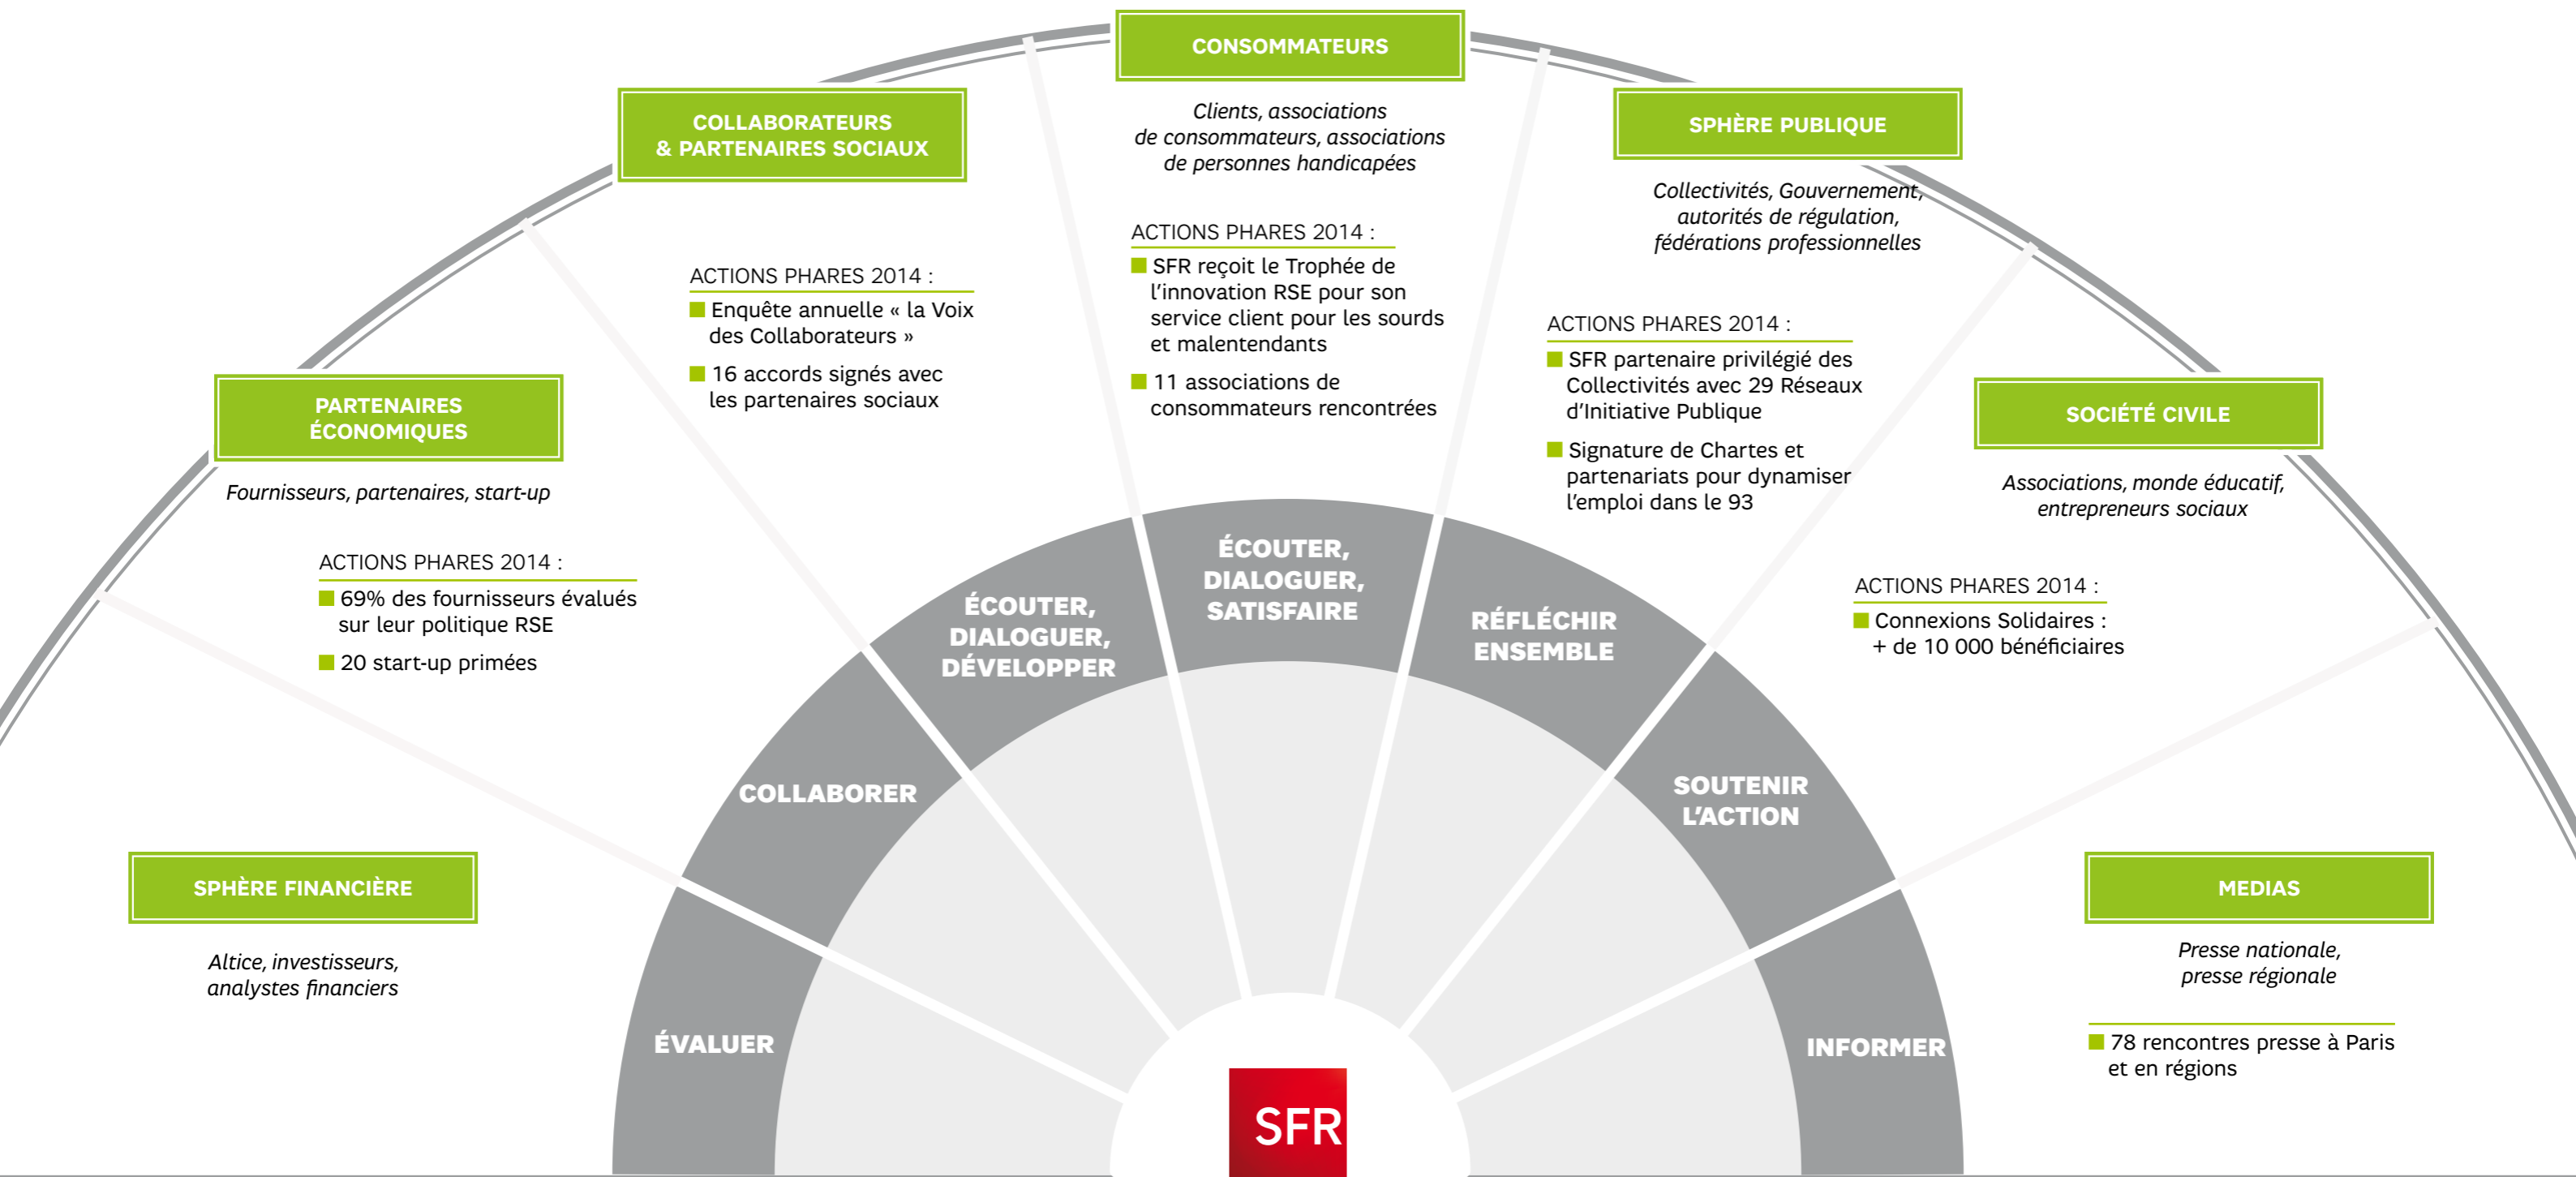 SPHÈRE FINANCIÈRE
Altice, investisseurs,
analystes financiers
ÉVALUER
PARTENAIRES
ÉCONOMIQUES
Fournisseurs, partenaires, start-up
ACTIONS PHARES 2014 :
69% des fournisseurs évalués
sur leur politique RSE
20 start-up primées
COLLABORER
COLLABORATEURS
& PARTENAIRES SOCIAUX
ACTIONS PHARES 2014 :
Enquête annuelle « la Voix
des Collaborateurs »
16 accords signés avec
les partenaires sociaux
ÉCOUTER,
DIALOGUER,
DÉVELOPPER
CONSOMMATEURS
Clients, associations
de consommateurs, associations
de personnes handicapées
ACTIONS PHARES 2014 :
SFR reçoit le Trophée de
l'innovation RSE pour son
service client pour les sourds
et malentendants
11 associations de
consommateurs rencontrées
ÉCOUTER,
DIALOGUER,
SATISFAIRE
SPHÈRE PUBLIQUE
Collectivités, Gouvernement,
autorités de régulation,
fédérations professionnelles
ACTIONS PHARES 2014 :
SFR partenaire privilégié des
Collectivités avec 29 Réseaux
d'Initiative Publique
Signature de Chartes et
partenariats pour dynamiser
l'emploi dans le 93
RÉFLÉCHIR
ENSEMBLE
SOCIÉTÉ CIVILE
Associations, monde éducatif,
entrepreneurs sociaux
ACTIONS PHARES 2014 :
Connexions Solidaires :
+ de 10 000 bénéficiaires
SOUTENIR
L'ACTION
MEDIAS
Presse nationale,
presse régionale
78 rencontres presse à Paris
et en régions
INFORMER
SFR